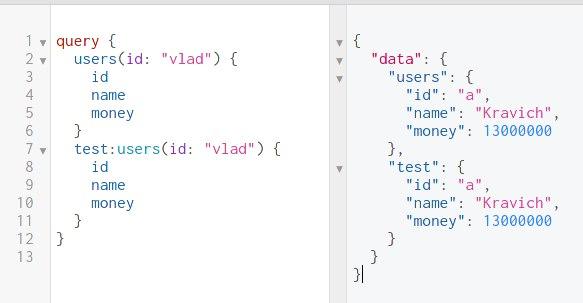 1 query {
2 users(id: "vlad") {
3 id
4 name
5 money
6 }
7 test:users(id: "vlad") {
8 id
9 name
10 money
11 }
12 }
13
{
"data": {
"users": {
"id": "a",
"name": "Kravich",
"money": 13000000
},
"test": {
"id": "a",
"name": "Kravich",
"money": 13000000
}
}
}